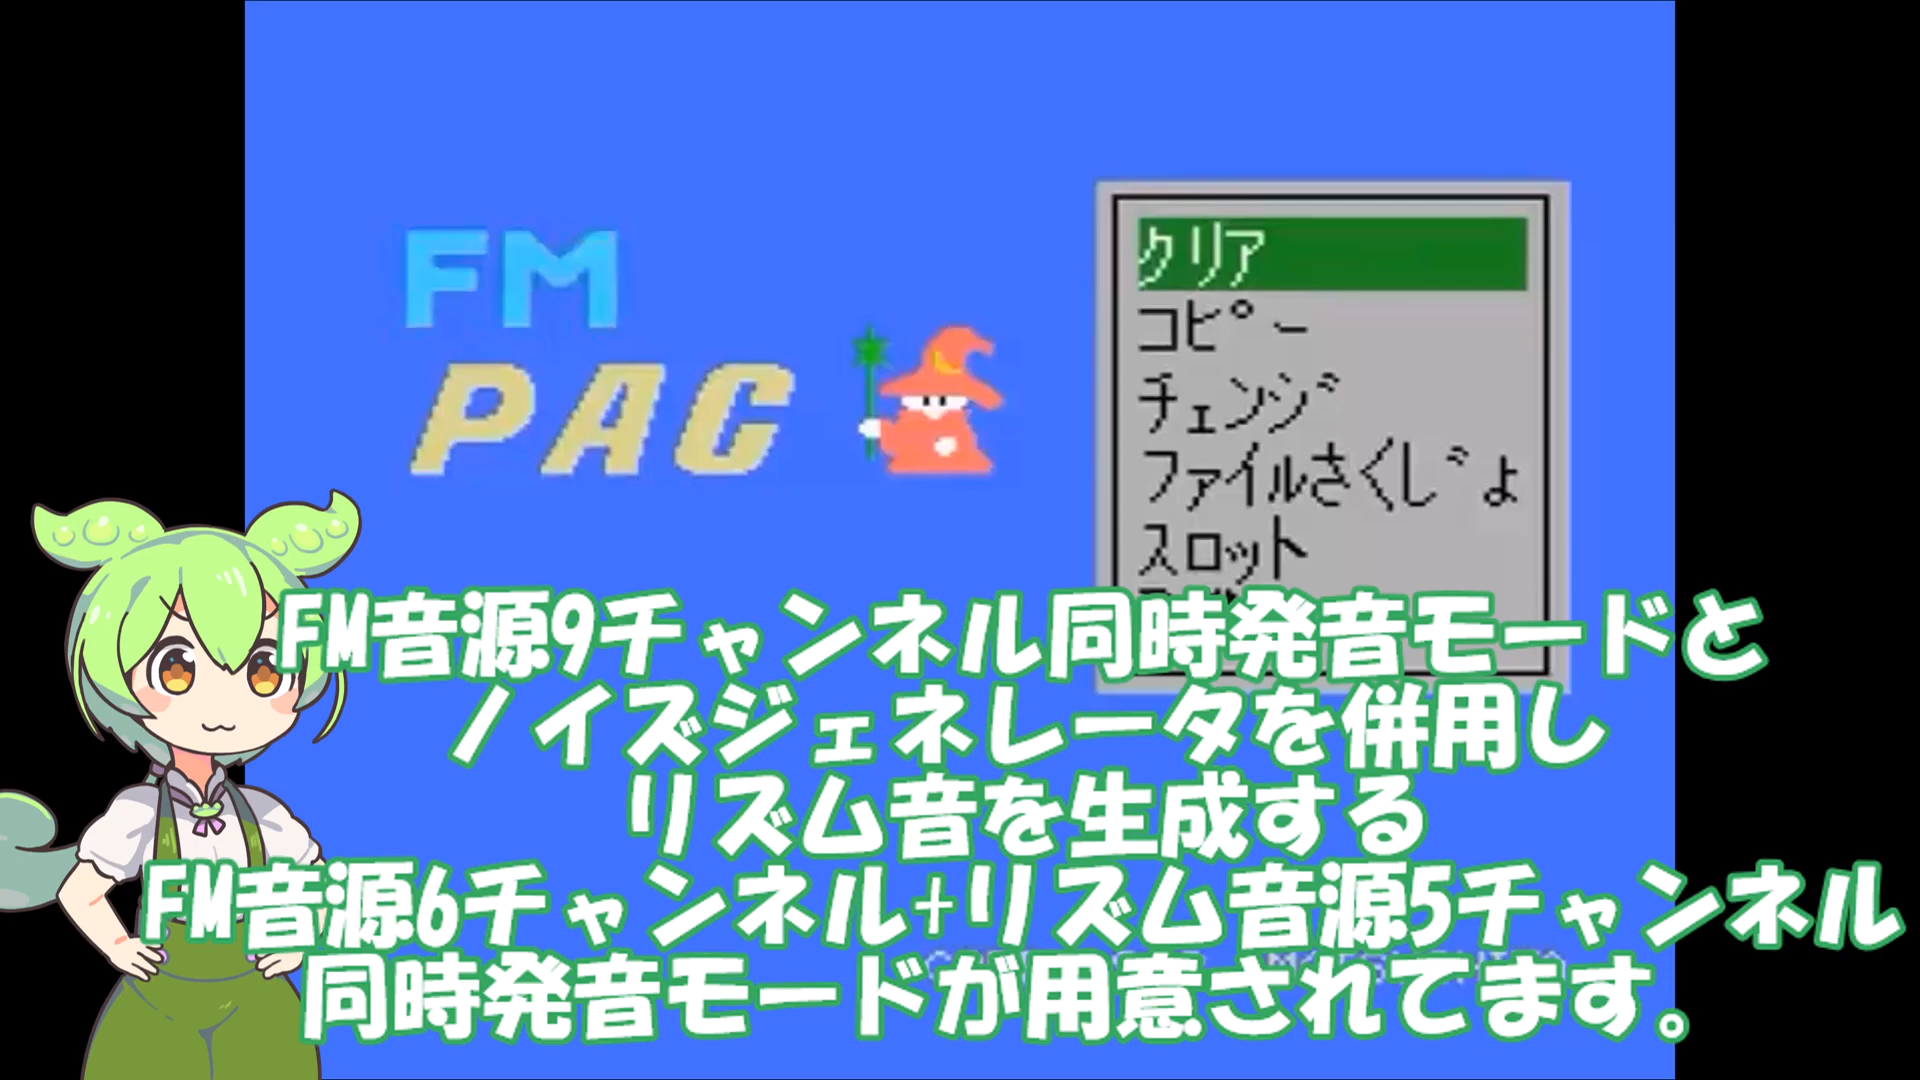 FM
PAC
クリア
コピー
チェンジ
ファイルさくじょ
スロット
FM音源9チャンネル同時発音モードと
ノイズジェネレータを併用し
リズム音を生成する
FM音源6チャンネル+リズム音源5チャンネル
同時発音モードが用意されてます。